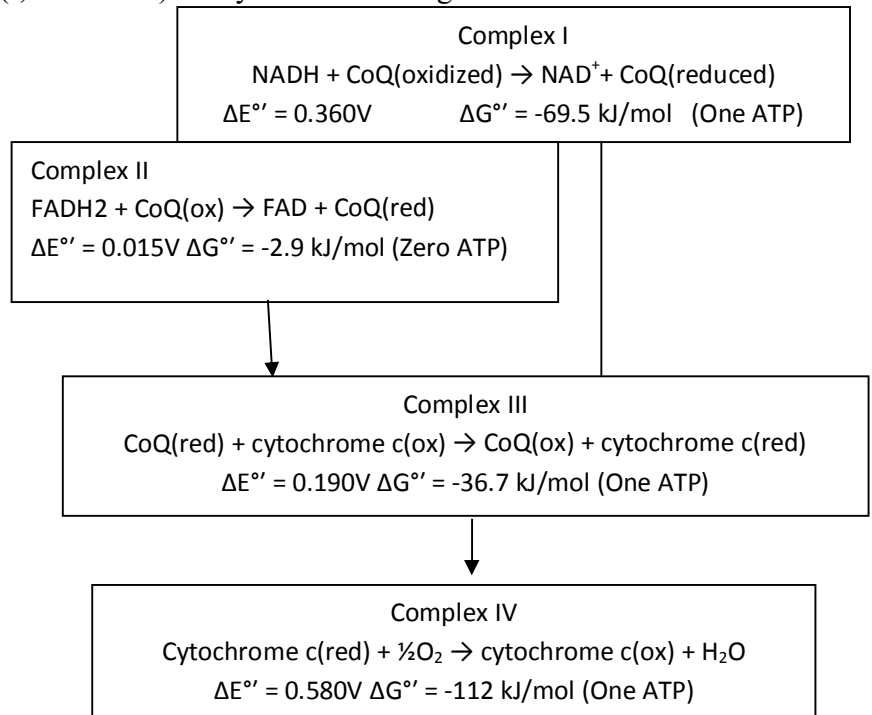 Complex I
NADH + CoQ(oxidized) → NAD⁺+ CoQ(reduced)
ΔE°′ = 0.360V ΔG°′ = -69.5 kJ/mol (One ATP)
Complex II
FADH2 + CoQ(ox) → FAD + CoQ(red)
ΔE°′ = 0.015V ΔG°′ = -2.9 kJ/mol (Zero ATP)
Complex III
CoQ(red) + cytochrome c(ox) → CoQ(ox) + cytochrome c(red)
ΔE°′ = 0.190V ΔG°′ = -36.7 kJ/mol (One ATP)
Complex IV
Cytochrome c(red) + ½O₂ → cytochrome c(ox) + H₂O
ΔE°′ = 0.580V ΔG°′ = -112 kJ/mol (One ATP)